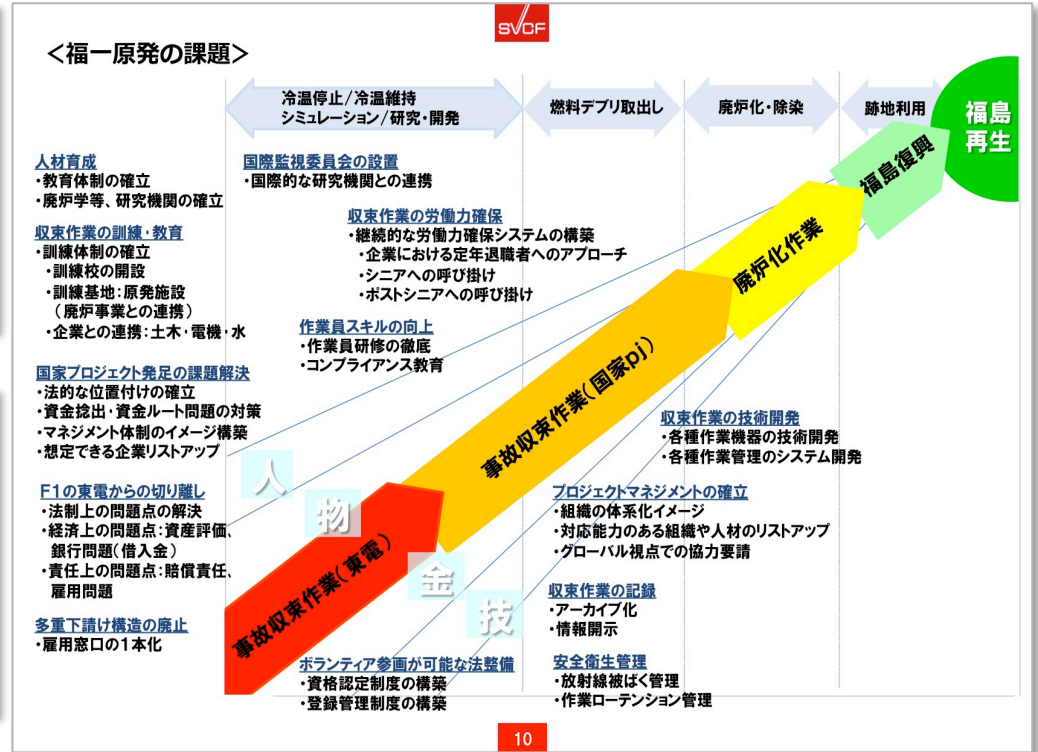 SVCF
<福一原発の課題>
冷温停止/冷温維持
シミュレーション/研究・開発
燃料デブリ取出し
廃炉化・除染
跡地利用
福島
再生
人材育成
・教育体制の確立
・廃炉学等、研究機関の確立
収束作業の訓練・教育
・訓練体制の確立
・訓練校の開設
・訓練基地:原発施設
(廃炉事業との連携)
・企業との連携:土木・電機・水
国家プロジェクト発足の課題解決
・法的な位置付けの確立
・資金捻出・資金ルート問題の対策
・マネジメント体制のイメージ構築
・想定できる企業リストアップ
F1の東電からの切り離し
・法制上の問題点の解決
・経済上の問題点:資産評価、
銀行問題(借入金)
・責任上の問題点:賠償責任、
雇用問題
多重下請け構造の廃止
・雇用窓口の1本化
国際監視委員会の設置
・国際的な研究機関との連携
収束作業の労働力確保
・継続的な労働力確保システムの構築
・企業における定年退職者へのアプローチ
・シニアへの呼び掛け
・ポストシニアへの呼び掛け
作業員スキルの向上
・作業員研修の徹底
・コンプライアンス教育
人
物
金
技
事故収束作業(東電)
事故収束作業(国家pj)
廃炉化作業
福島復興
収束作業の技術開発
・各種作業機器の技術開発
・各種作業管理のシステム開発
プロジェクトマネジメントの確立
・組織の体系化イメージ
・対応能力のある組織や人材のリストアップ
・グローバル視点での協力要請
収束作業の記録
・アーカイブ化
・情報開示
ボランティア参画が可能な法整備
・資格認定制度の構築
・登録管理制度の構築
安全衛生管理
・放射線被ばく管理
・作業ローテンション管理
10